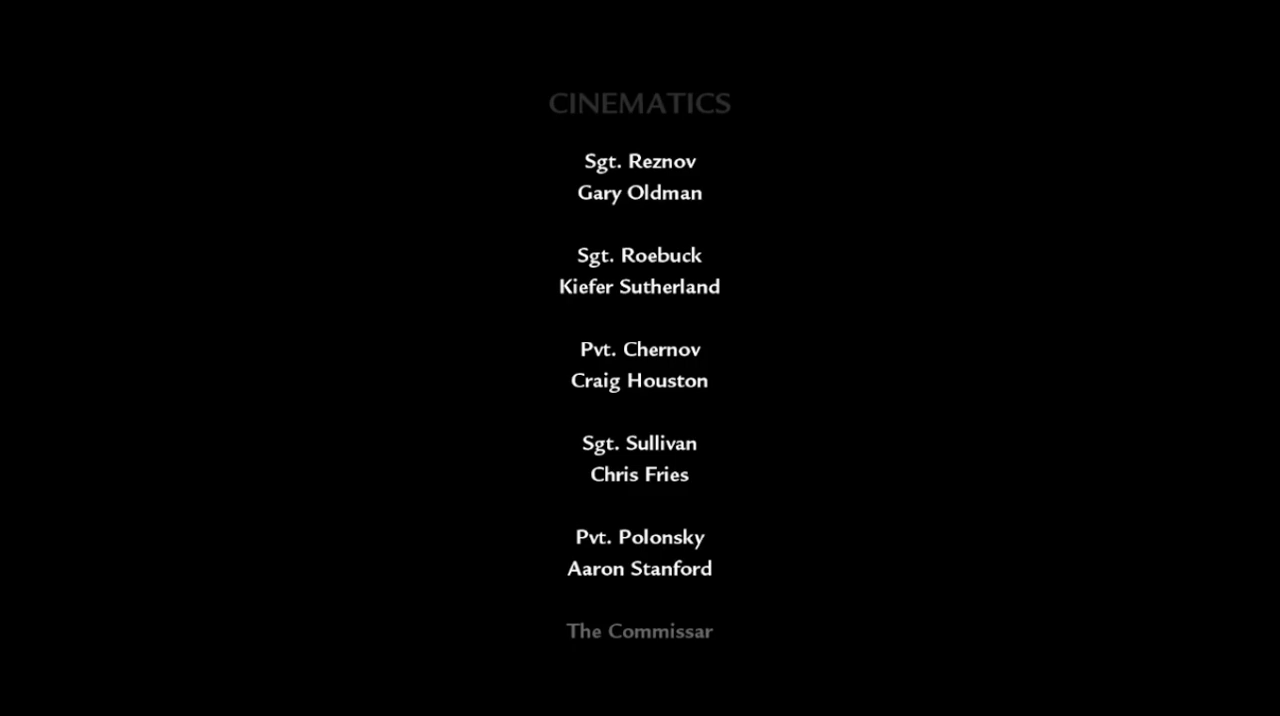 CINEMATICS
Sgt. Reznov
Gary Oldman
Sgt. Roebuck
Kiefer Sutherland
Pvt. Chernov
Craig Houston
Sgt. Sullivan
Chris Fries
Pvt. Polonsky
Aaron Stanford
The Commissar